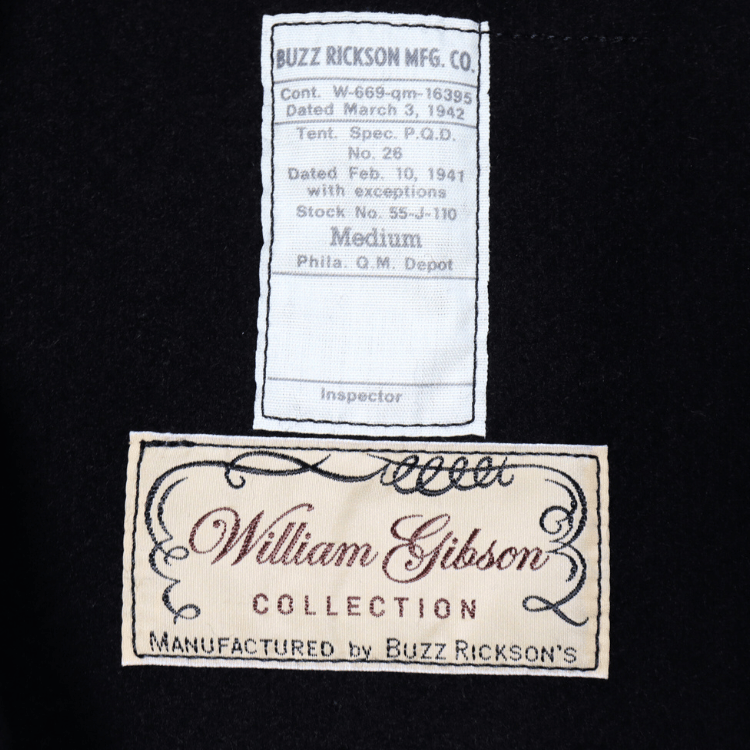 BUZZ RICKSON MFG. CO.
Cont. W-669-qm-16395
Dated March 3, 1942
Tent. Spec. P.Q.D.
No. 26
Dated Feb. 10, 1941
with exceptions
Stock No. 55-J-110
Medium
Phila. Q.M. Depot
Inspector
William Gibson
COLLECTION
MANUFACTURED by BUZZ RICKSON'S